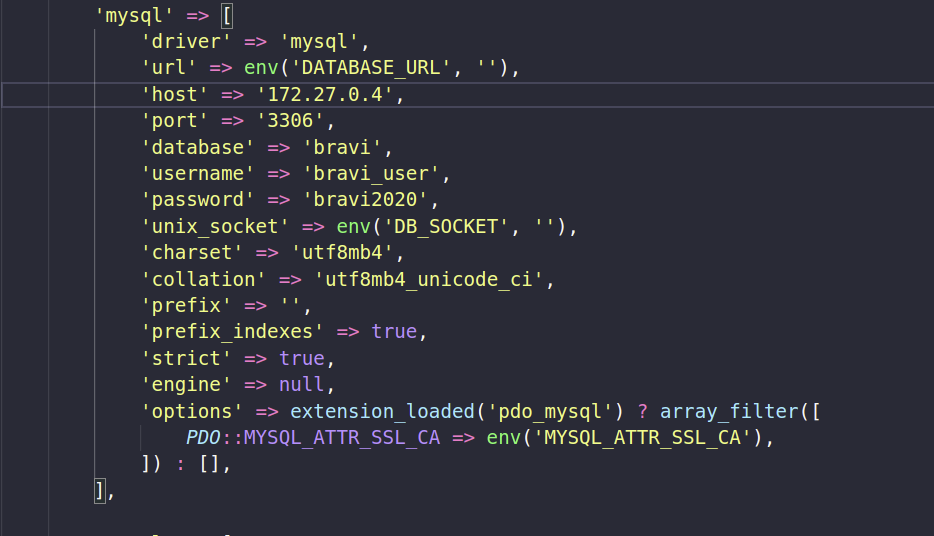 'mysql' => [
'driver' => 'mysql',
'url' => env('DATABASE_URL', ''),
'host' => '172.27.0.4',
'port' => '3306',
'database' => 'bravi',
'username' => 'bravi_user',
'password' => 'bravi2020',
'unix_socket' => env('DB_SOCKET', ''),
'charset' => 'utf8mb4',
'collation' => 'utf8mb4_unicode_ci',
'prefix' => '',
'prefix_indexes' => true,
'strict' => true,
'engine' => null,
'options' => extension_loaded('pdo_mysql') ? array_filter([
PDO::MYSQL_ATTR_SSL_CA => env('MYSQL_ATTR_SSL_CA'),
]) : [],
],